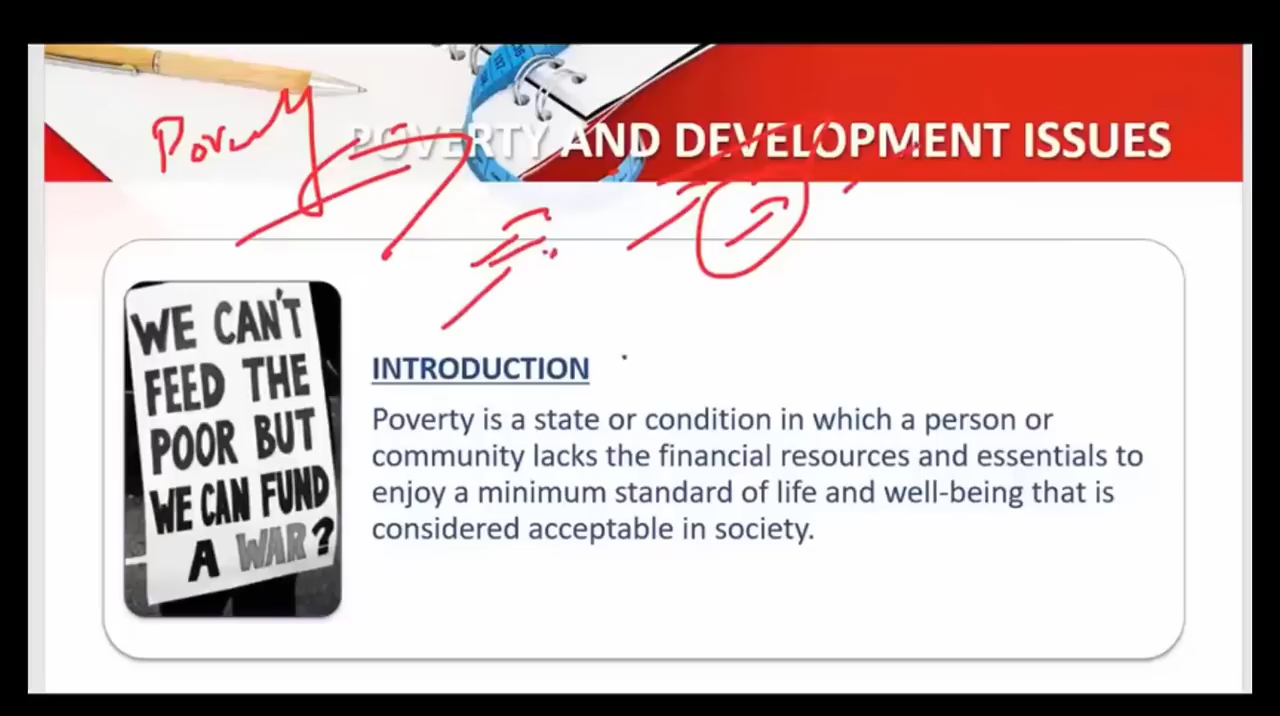 Poverty
POVERTY AND DEVELOPMENT ISSUES
WE CAN'T
FEED THE
POOR BUT
WE CAN FUND
A WAR?
INTRODUCTION
Poverty is a state or condition in which a person or
community lacks the financial resources and essentials to
enjoy a minimum standard of life and well-being that is
considered acceptable in society.